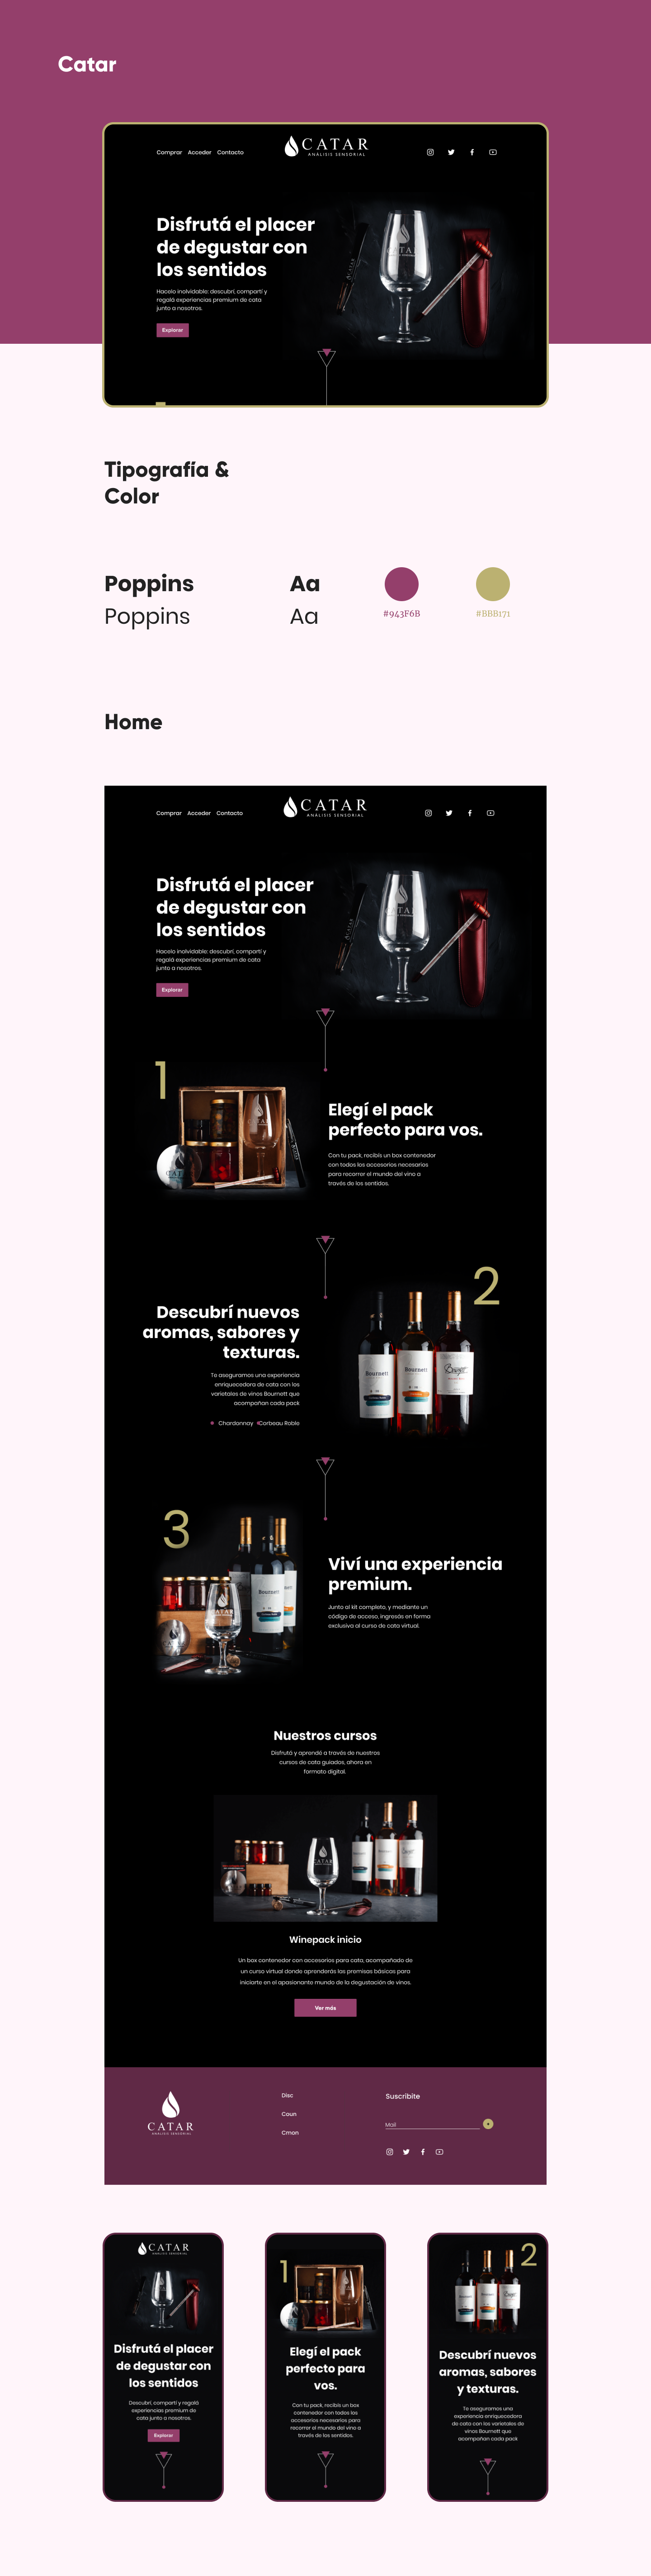 Catar
Comprar Acceder Contacto
CATAR
ANÁLISIS SENSORIAL
Disfrutá el placer
de degustar con
los sentidos
Hacelo inolvidable: descubrí, compartí y
regalá experiencias premium de cata
junto a nosotros.
Explorar
Tipografía &
Color
Poppins
Aa
Poppins
Aa
#943F6B
#BBB171
Home
Comprar Acceder Contacto
CATAR
ANÁLISIS SENSORIAL
Disfrutá el placer
de degustar con
los sentidos
Hacelo inolvidable: descubrí, compartí y
regalá experiencias premium de cata
junto a nosotros.
Explorar
1
Elegí el pack
perfecto para vos.
Con tu pack, recibís un box contenedor
con todos los accesorios necesarios
para recorrer el mundo del vino a
través de los sentidos.
2
Descubrí nuevos
aromas, sabores y
texturas.
Te aseguramos una experiencia
enriquecedora de cata con los
varietales de vinos Bournett que
acompañan cada pack
Chardonnay Corbeau Roble
Bournett
Bournett
3
Viví una experiencia
premium.
Junto al kit completo, y mediante un
código de acceso, ingresás en forma
exclusiva al curso de cata virtual.
Bournett
Nuestros cursos
Disfrutá y aprendé a través de nuestros
cursos de cata guiados, ahora en
formato digital.
Winepack inicio
Un box contenedor con accesorios para cata, acompañado de
un curso virtual donde aprenderás las premisas básicas para
iniciarte en el apasionante mundo de la degustación de vinos.
Ver más
CATAR
ANÁLISIS SENSORIAL
Disc
Coun
Cman
Suscribite
Mail
CATAR
ANÁLISIS SENSORIAL
Disfrutá el placer
de degustar con
los sentidos
Descubrí, compartí y regalá
experiencias premium de
cata junto a nosotros.
Explorar
1
Elegí el pack
perfecto para
vos.
Con tu pack, recibís un box
contenedor con todos los
accesorios necesarios para
recorrer el mundo del vino a
través de los sentidos.
2
Descubrí nuevos
aromas, sabores
y texturas.
Te aseguramos una
experiencia enriquecedora
de cata con los varietales de
vinos Bournett que
acompañan cada pack